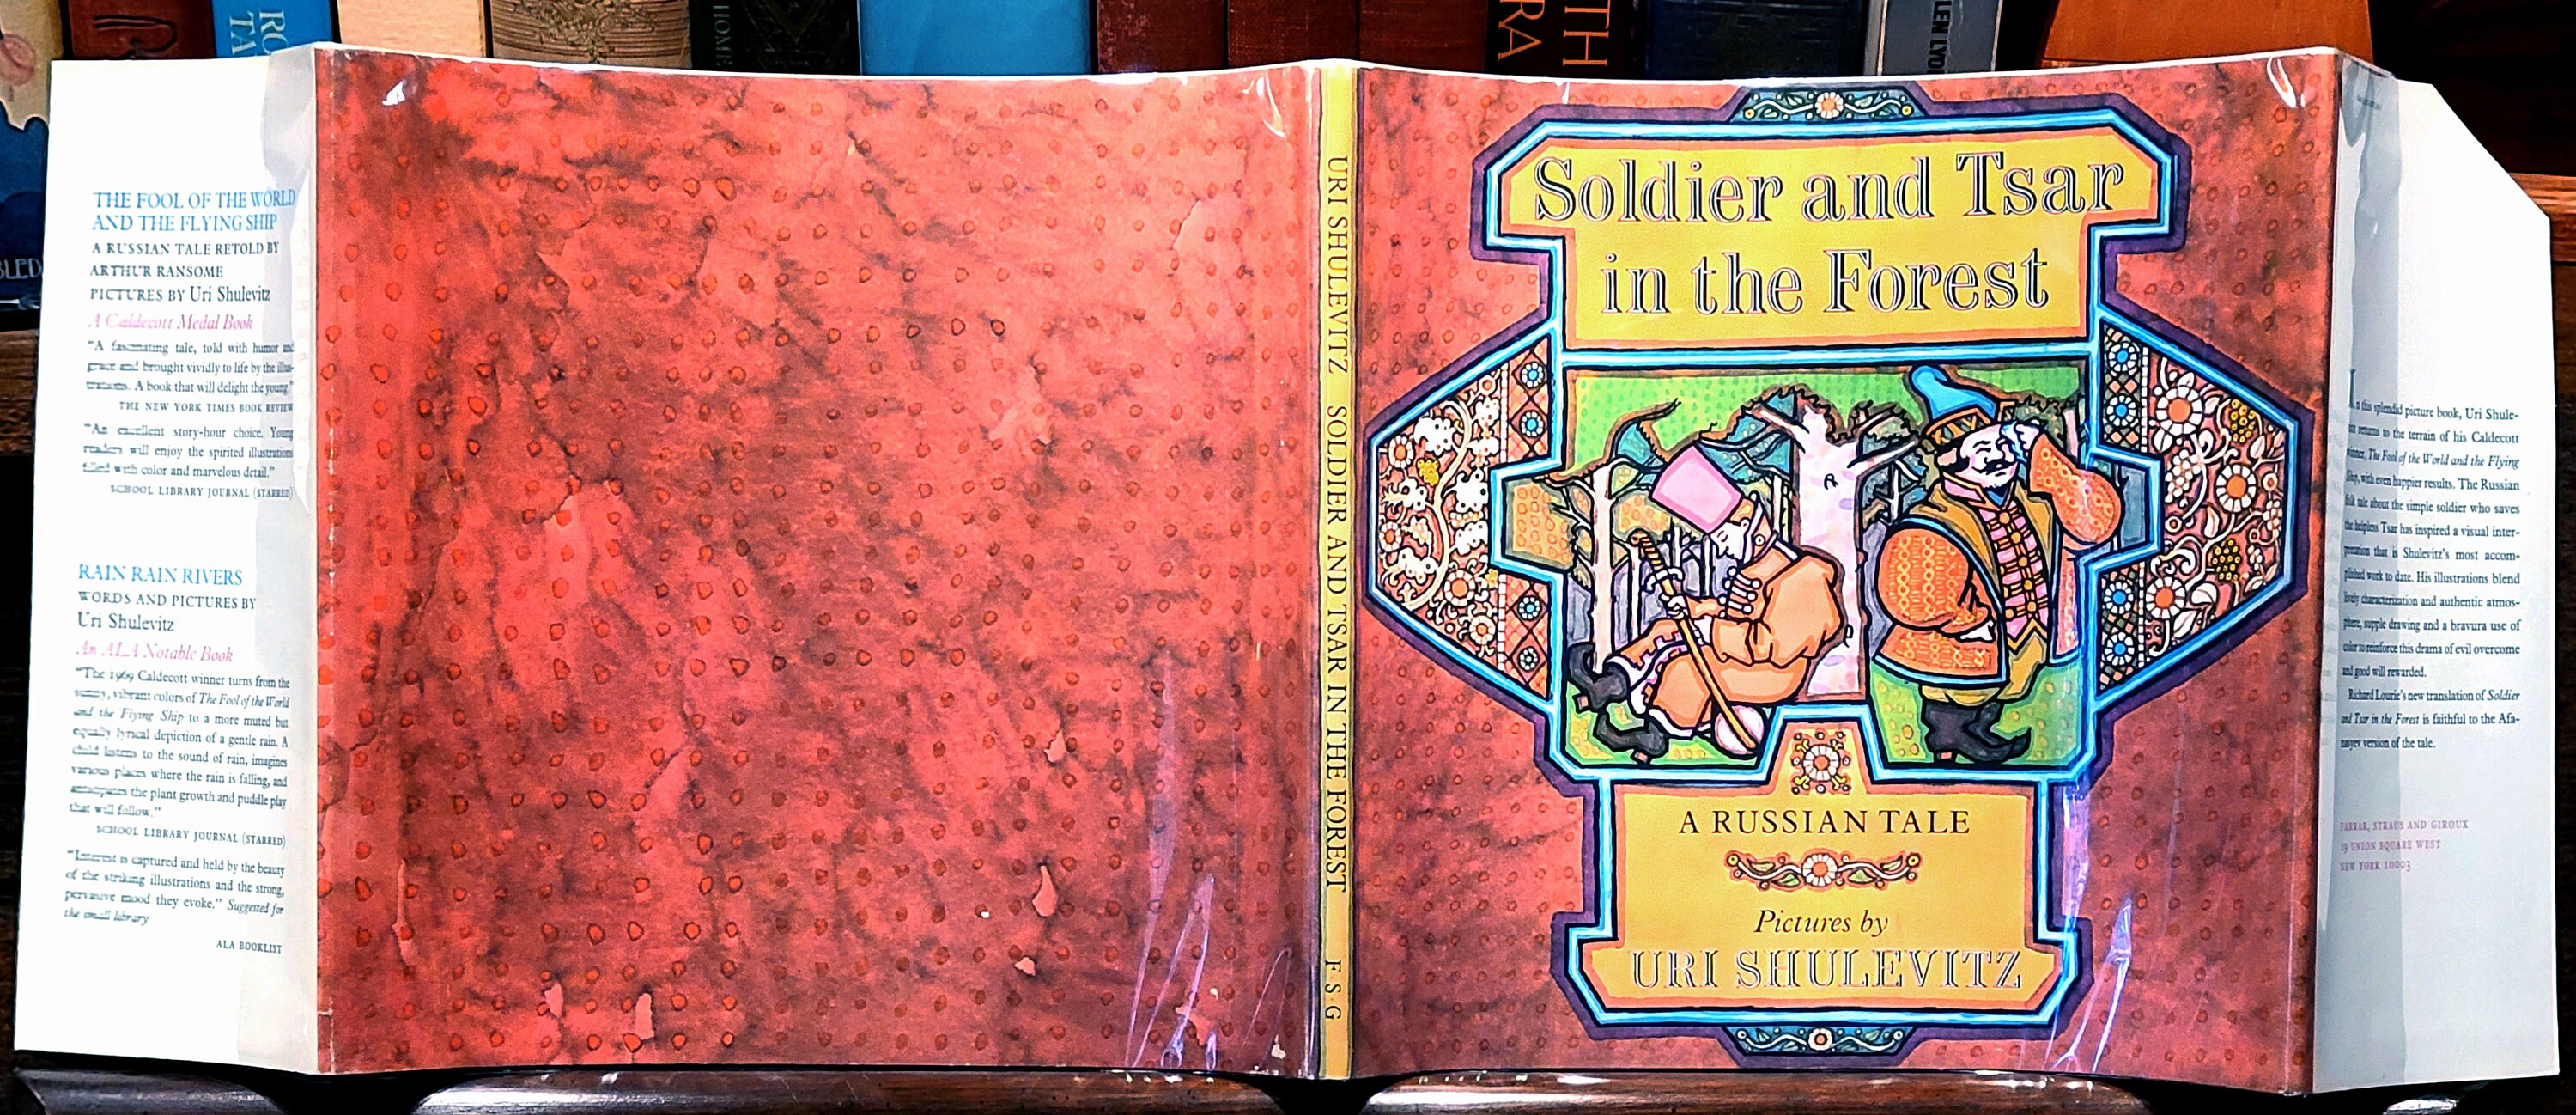 THE FOOL OF THE WORLD
AND THE FLYING SHIP
A RUSSIAN TALE RETOLD BY
ARTHUR RANSOME
PICTURES BY Uri Shulevitz
A Caldecott Medal Book
"A fascinating tale, told with humor and
grace and brought vividly to life by the illus-
trations. A book that will delight the young."
THE NEW YORK TIMES BOOK REVIEW
"An excellent story-hour choice. Young
readers will enjoy the spirited illustrations
filled with color and marvelous detail."
SCHOOL LIBRARY JOURNAL (STARRED)
RAIN RAIN RIVERS
WORDS AND PICTURES BY
Uri Shulevitz
An ALA Notable Book
"The 1969 Caldecott winner turns from the
sunny, vibrant colors of The Fool of the World
and the Flying Ship to a more muted but
equally lyrical depiction of a gentle rain. A
child listens to the sound of rain, imagines
various places where the rain is falling, and
anticipates the plant growth and puddle play
that will follow."
SCHOOL LIBRARY JOURNAL (STARRED)
"Interest is captured and held by the beauty
of the striking illustrations and the strong,
pervasive mood they evoke." Suggested for
the small library
ALA BOOKLIST
URI SHULEVITZ SOLDIER AND TSAR IN THE FOREST F·S·G
Soldier and Tsar
in the Forest
A RUSSIAN TALE
Pictures by
URI SHULEVITZ
In this splendid picture book, Uri Shule-
vitz returns to the terrain of his Caldecott
winner, The Fool of the World and the Flying
Ship, with even happier results. The Russian
folk tale about the simple soldier who saves
the helpless Tsar has inspired a visual inter-
pretation that is Shulevitz's most accom-
plished work to date. His illustrations blend
lively characterization and authentic atmos-
phere, supple drawing and a bravura use of
color to reinforce this drama of evil overcome
and good will rewarded.
Richard Lourie's new translation of Soldier
and Tsar in the Forest is faithful to the Afa-
nasyev version of the tale.
FARRAR, STRAUS AND GIROUX
19 UNION SQUARE WEST
NEW YORK 10003